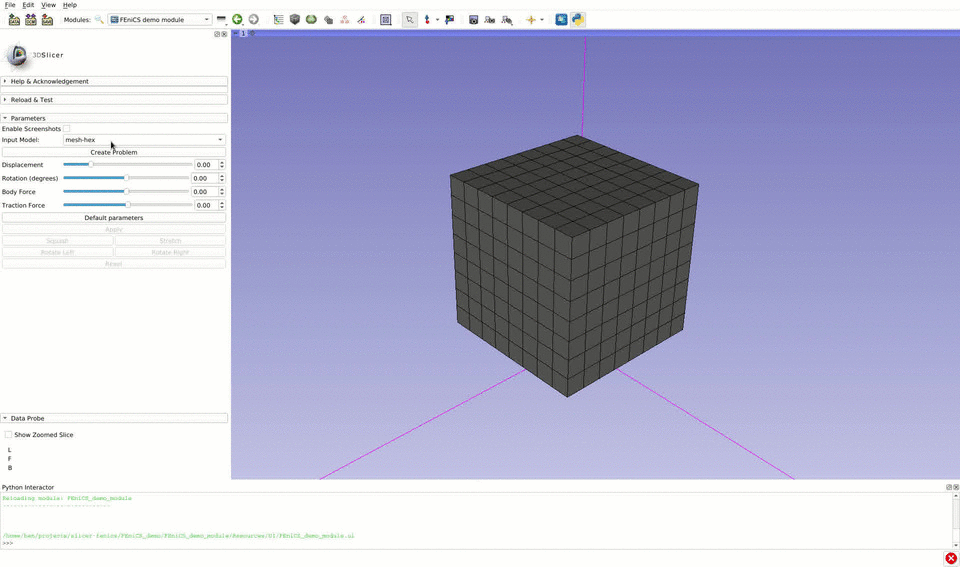 File Edit View Help
DATA DCM SAVE Modules: FEniCS demo module
1
3DSlicer
Help & Acknowledgement
Reload & Test
Parameters
Enable Screenshots
Input Model: mesh-hex
Create Problem
Displacement 0.00
Rotation (degrees) 0.00
Body Force 0.00
Traction Force 0.00
Default parameters
Apply
Squash Stretch
Rotate Left Rotate Right
Reset
Data Probe
Show Zoomed Slice
L
F
B
Python Interactor
Reloading module: FEniCS_demo_module
/home/ben/projects/slicer-fenics/FEniCS_demo/FEniCS_demo_module/Resources/UI/FEniCS_demo_module.ui
>>>